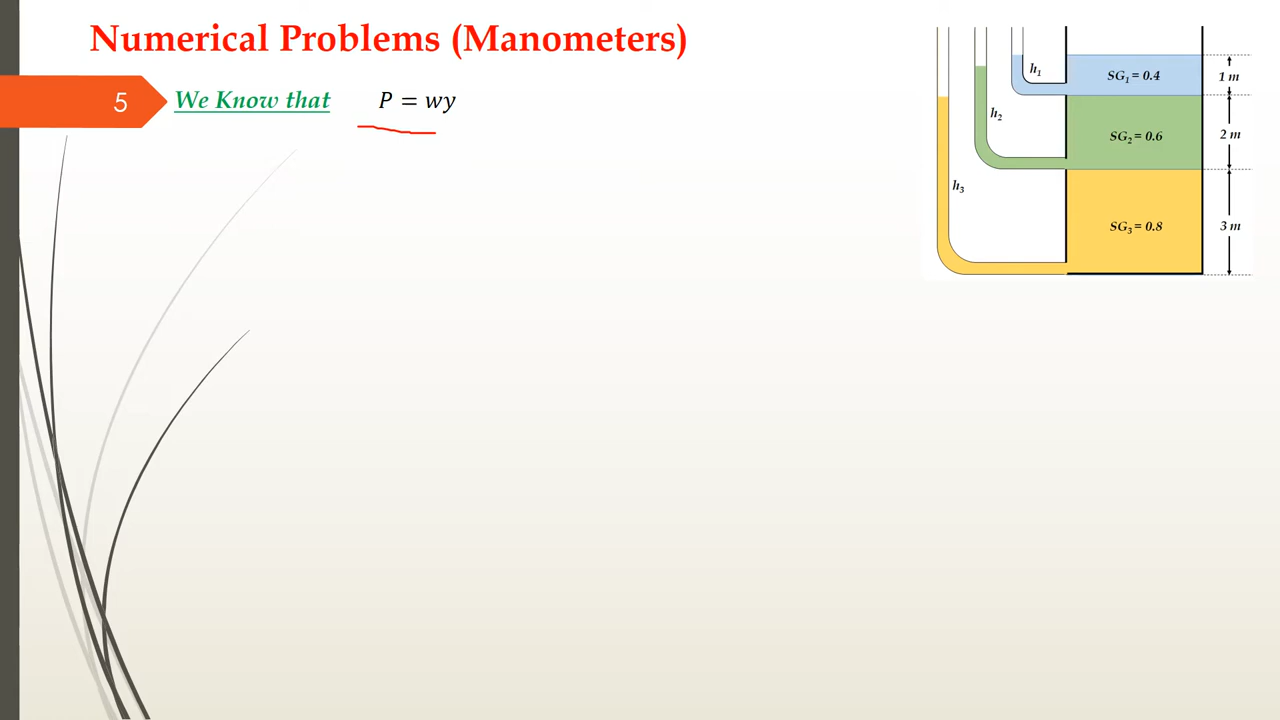 Numerical Problems (Manometers)
5
We Know that P = wy
h1
SG1 = 0.4
1 m
h2
SG2 = 0.6
2 m
h3
SG3 = 0.8
3 m